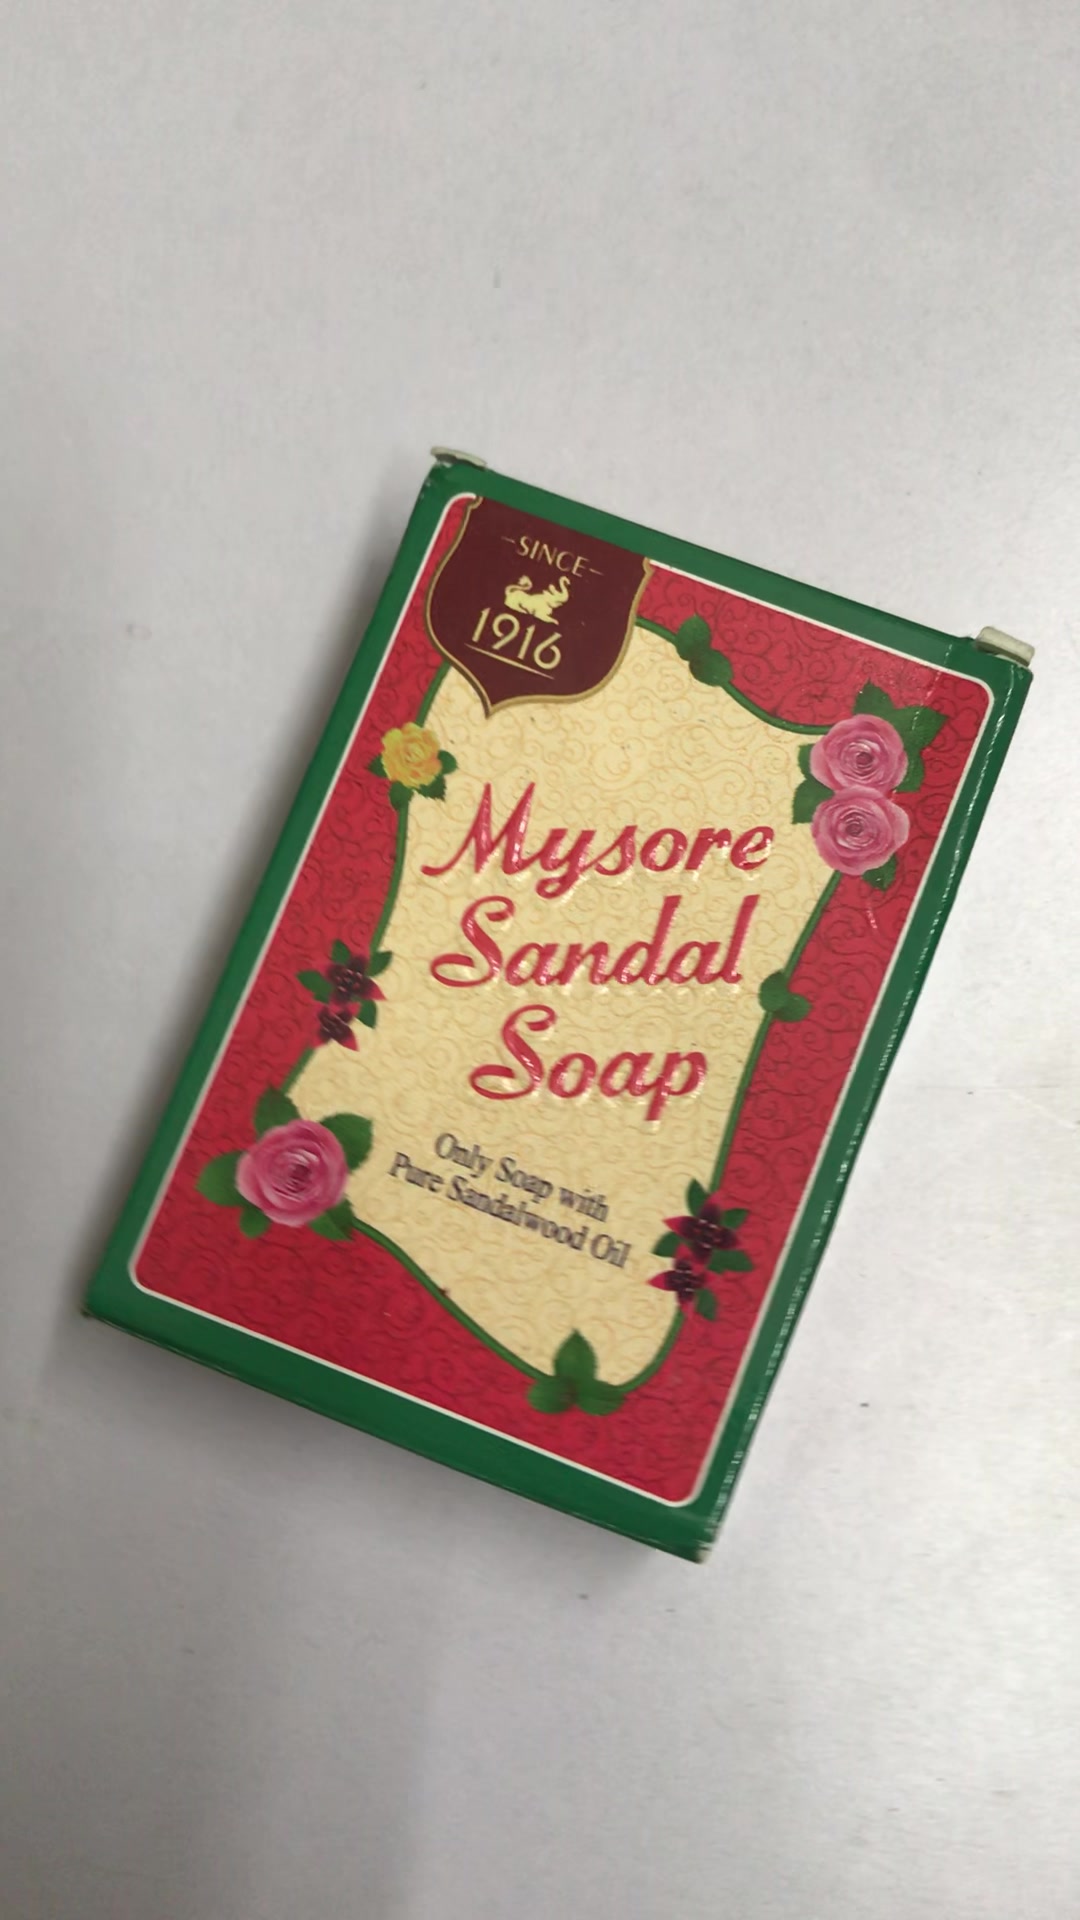 -SINCE-
1916
Mysore
Sandal
Soap
Only Soap with
Pure Sandalwood Oil